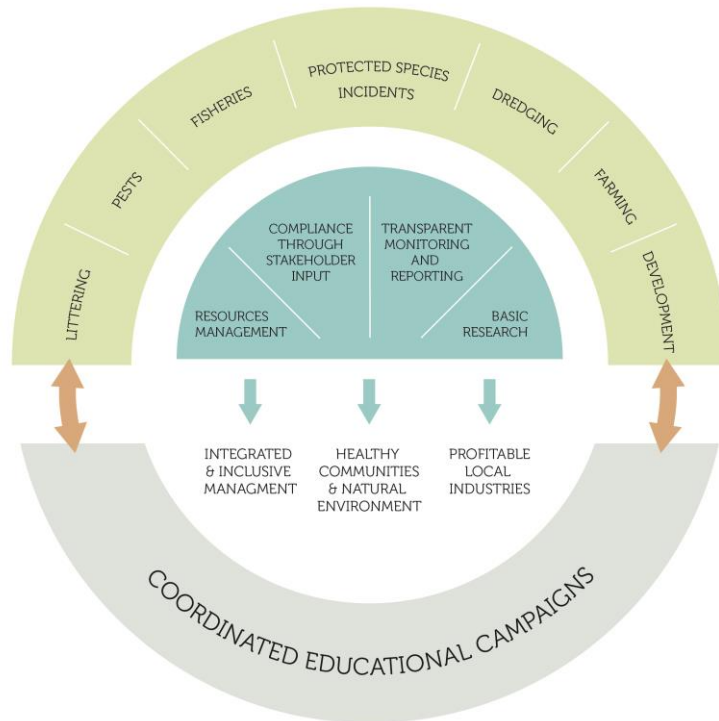 LITTERING
PESTS
FISHERIES
PROTECTED SPECIES
INCIDENTS
DREDGING
FARMING
DEVELOPMENT
RESOURCES
MANAGEMENT
COMPLIANCE
THROUGH
STAKEHOLDER
INPUT
TRANSPARENT
MONITORING
AND
REPORTING
BASIC
RESEARCH
INTEGRATED
& INCLUSIVE
MANAGMENT
HEALTHY
COMMUNITIES
& NATURAL
ENVIRONMENT
PROFITABLE
LOCAL
INDUSTRIES
COORDINATED EDUCATIONAL CAMPAIGNS